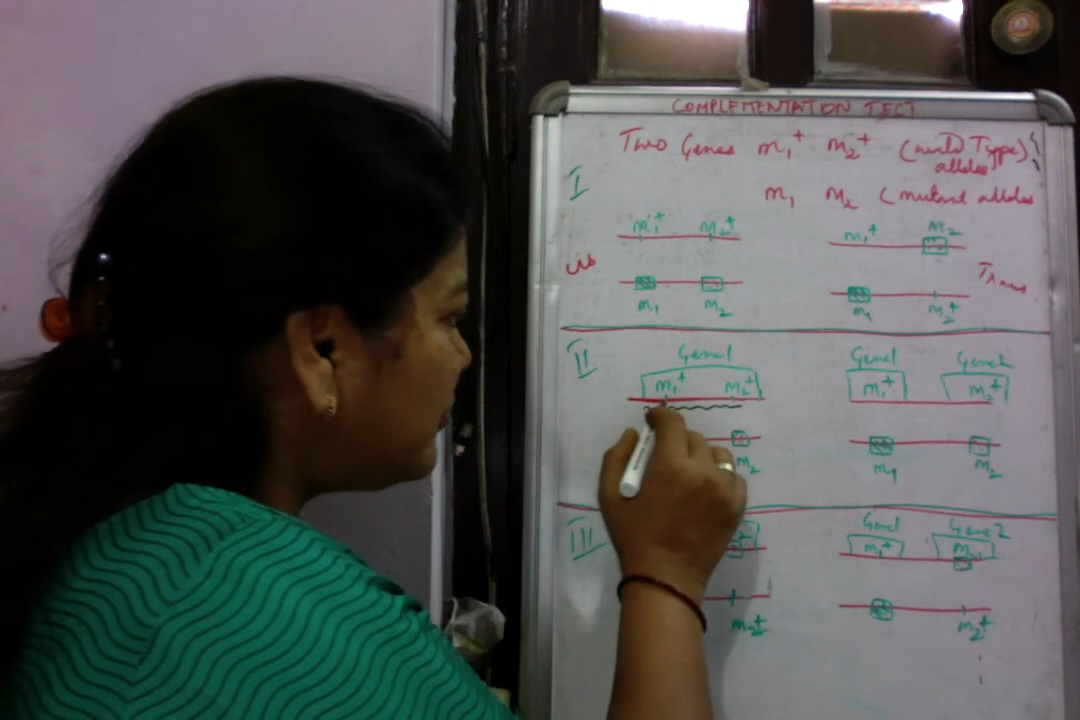 COMPLEMENTATION TEST
Two Genes m₁⁺ m₂⁺ (wild Type) alleles
I
m₁ m₂ (mutant alleles
m₁⁺ m₂⁺ m₁⁺ m₂
cis Trans
m₁ m₂ m₁ m₂⁺
II
Gene1 Gene1 Gene2
m₁⁺ m₂⁺ m₁⁺ m₂⁺
m₂ m₁ m₂
III
Gene1 Gene2
m₁⁺ m₂
m₂⁺ m₂⁺